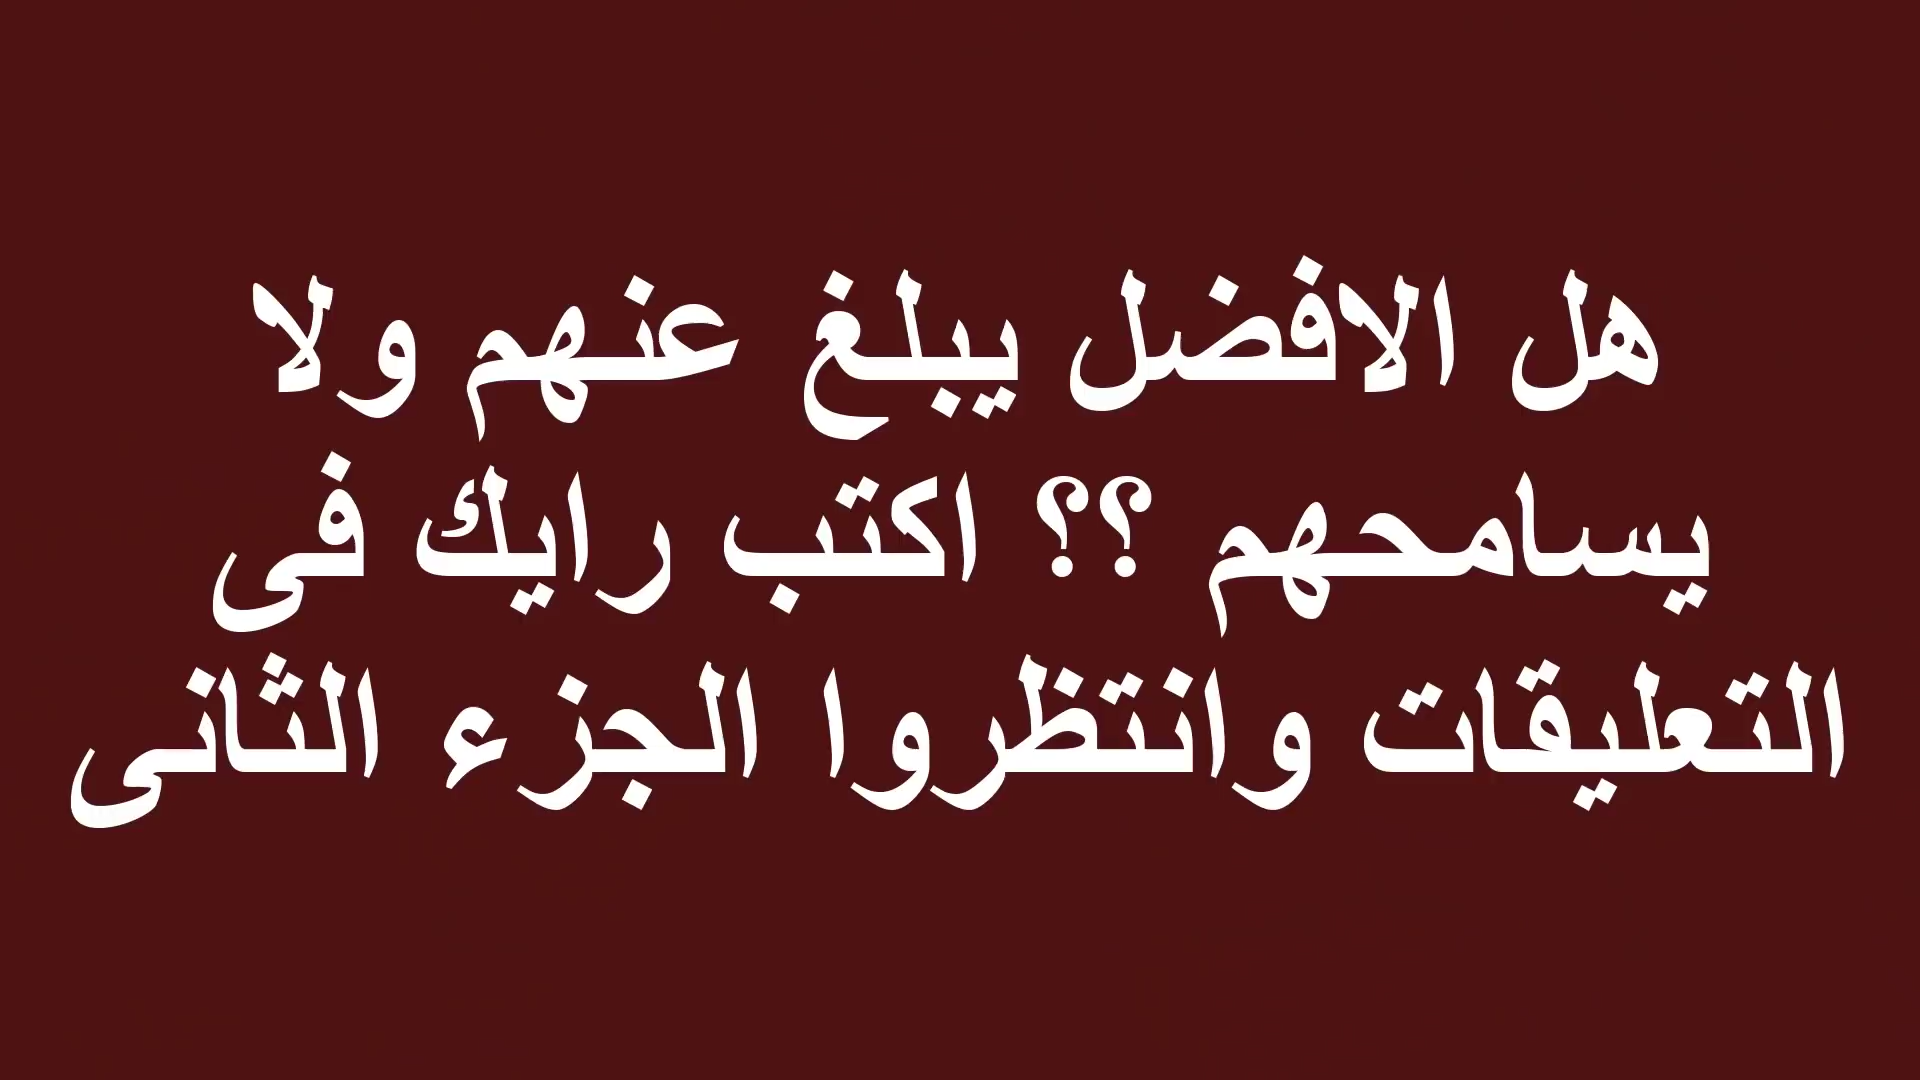 هل الافضل يبلغ عنهم ولا
يسامحهم ؟؟ اكتب رايك فى
التعليقات وانتظروا الجزء الثانى